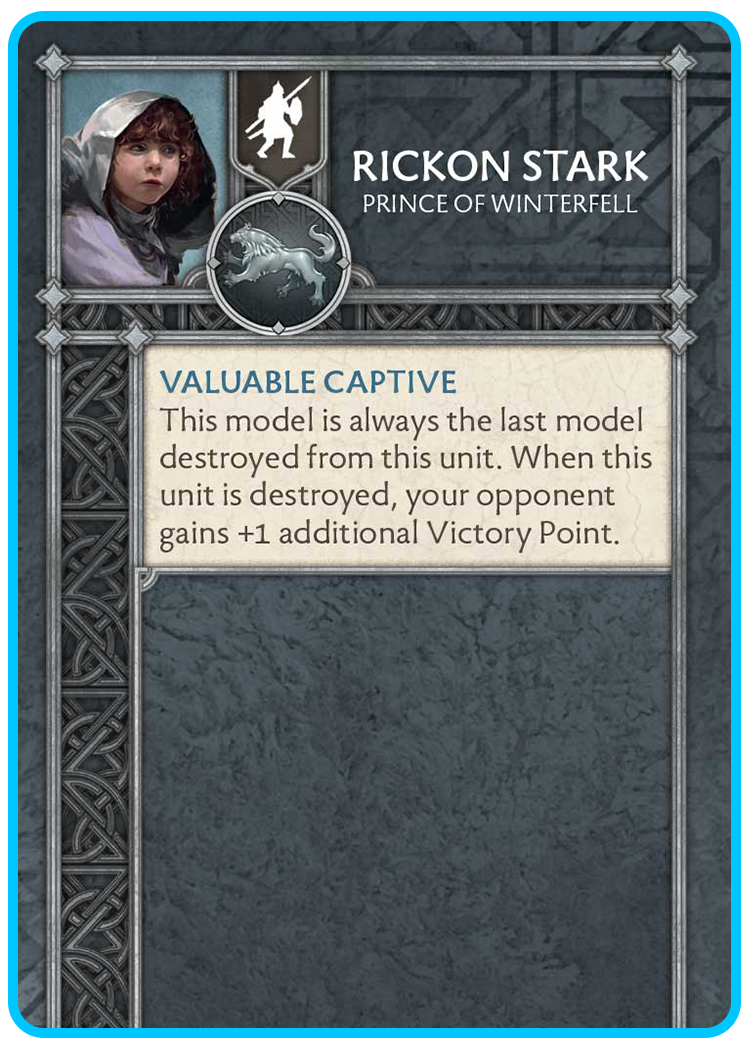 RICKON STARK
PRINCE OF WINTERFELL
VALUABLE CAPTIVE
This model is always the last model
destroyed from this unit. When this
unit is destroyed, your opponent
gains +1 additional Victory Point.